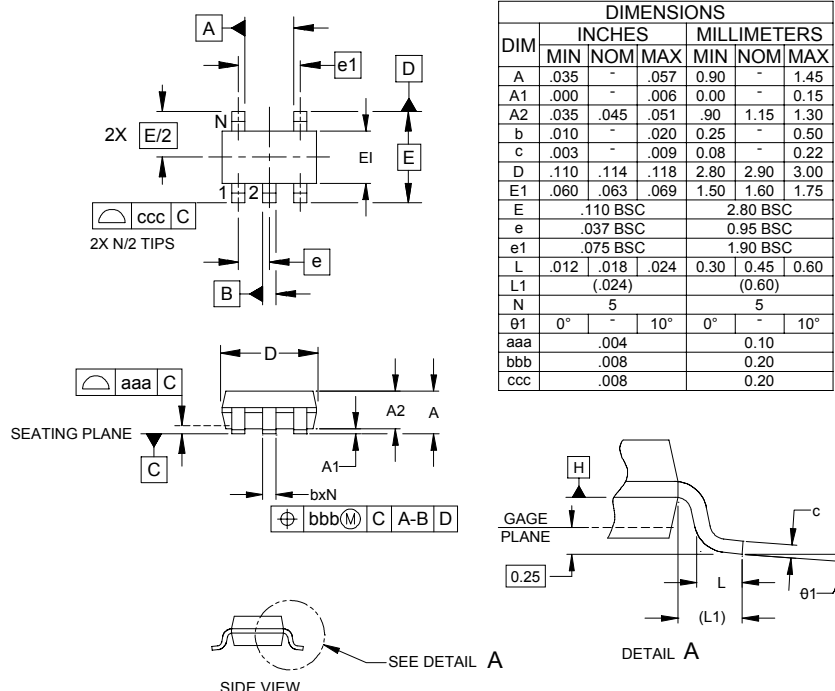 A
e1
D
N
2X E/2
EI
E
1 2
ccc C
2X N/2 TIPS
e
B
DIMENSIONS
DIM INCHES MILLIMETERS
MIN NOM MAX MIN NOM MAX
A .035 - .057 0.90 - 1.45
A1 .000 - .006 0.00 - 0.15
A2 .035 .045 .051 .90 1.15 1.30
b .010 - .020 0.25 - 0.50
c .003 - .009 0.08 - 0.22
D .110 .114 .118 2.80 2.90 3.00
E1 .060 .063 .069 1.50 1.60 1.75
E .110 BSC 2.80 BSC
e .037 BSC 0.95 BSC
e1 .075 BSC 1.90 BSC
L .012 .018 .024 0.30 0.45 0.60
L1 (.024) (0.60)
N 5 5
θ1 0° - 10° 0° - 10°
aaa .004 0.10
bbb .008 0.20
ccc .008 0.20
D
aaa C
A2 A
SEATING PLANE
C
A1
bxN
bbb Ⓜ C A-B D
H
GAGE
PLANE
0.25
c
L
θ1
(L1)
DETAIL A
SEE DETAIL A
SIDE VIEW